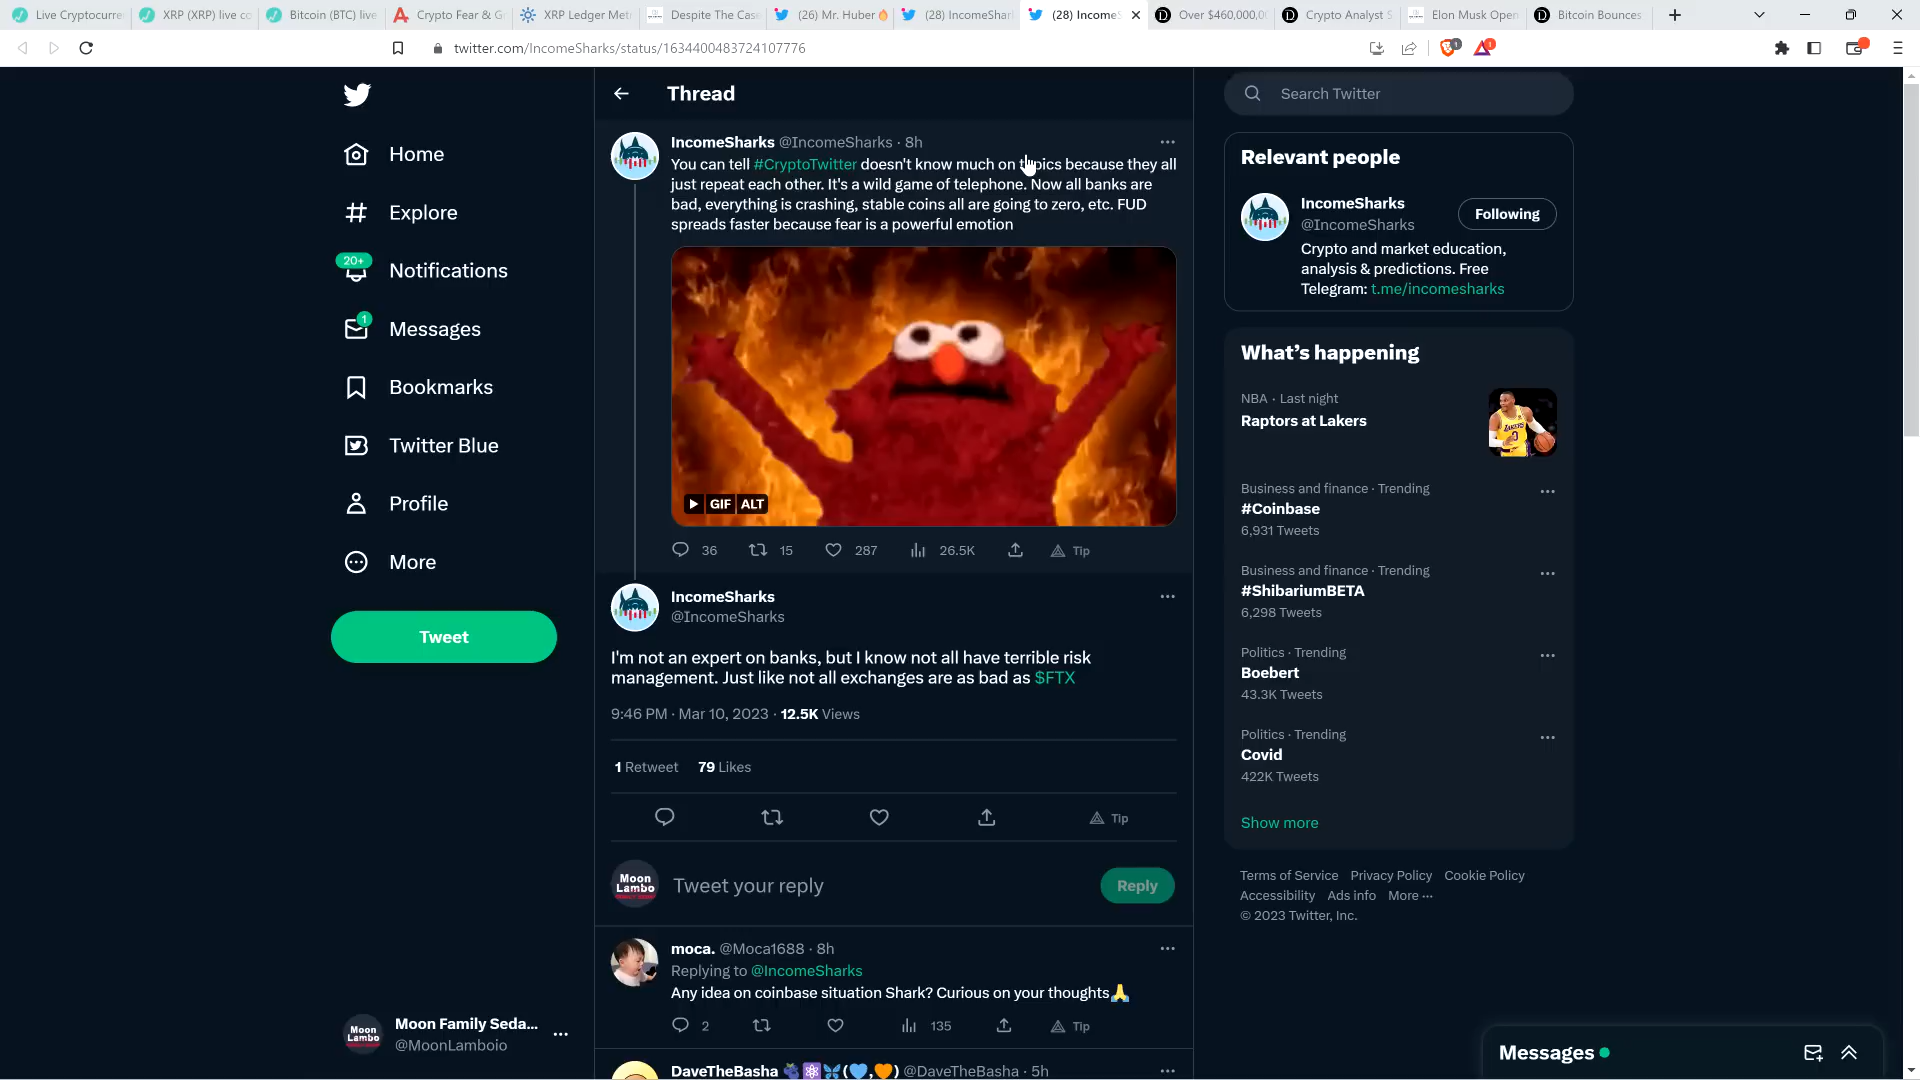 Live Cryptocurre
XRP (XRP) live co
Bitcoin (BTC) live
Crypto Fear & G
XRP Ledger Met
Despite The Cas
(26) Mr. Huber🔥
(28) IncomeShar
(28) Income
Over $460,000,0
Crypto Analyst S
Elon Musk Open
Bitcoin Bounces
twitter.com/IncomeSharks/status/1634400483724107776
Home
Explore
20+
Notifications
1
Messages
Bookmarks
Twitter Blue
Profile
More
Tweet
Moon Lambo
Moon Family Seda...
@MoonLamboio
Thread
IncomeSharks @IncomeSharks · 8h
You can tell #CryptoTwitter doesn't know much on topics because they all
just repeat each other. It's a wild game of telephone. Now all banks are
bad, everything is crashing, stable coins all are going to zero, etc. FUD
spreads faster because fear is a powerful emotion
GIF ALT
36 15 287 26.5K Tip
IncomeSharks
@IncomeSharks
I'm not an expert on banks, but I know not all have terrible risk
management. Just like not all exchanges are as bad as $FTX
9:46 PM · Mar 10, 2023 · 12.5K Views
1 Retweet 79 Likes
Tip
Moon
Lambo
Tweet your reply
Reply
moca. @Moca1688 · 8h
Replying to @IncomeSharks
Any idea on coinbase situation Shark? Curious on your thoughts🙏
2 135 Tip
DaveTheBasha 🍇⚛️🦋(💙,🧡) @DaveTheBasha · 5h
Search Twitter
Relevant people
IncomeSharks
@IncomeSharks
Following
Crypto and market education,
analysis & predictions. Free
Telegram: t.me/incomesharks
What's happening
NBA · Last night
Raptors at Lakers
Business and finance · Trending
#Coinbase
6,931 Tweets
Business and finance · Trending
#ShibariumBETA
6,298 Tweets
Politics · Trending
Boebert
43.3K Tweets
Politics · Trending
Covid
422K Tweets
Show more
Terms of Service Privacy Policy Cookie Policy
Accessibility Ads info More ···
© 2023 Twitter, Inc.
Messages